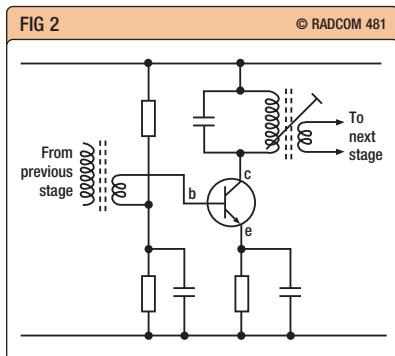 FIG 2
© RADCOM 481
From
previous
stage
To
next
stage
c
b
e